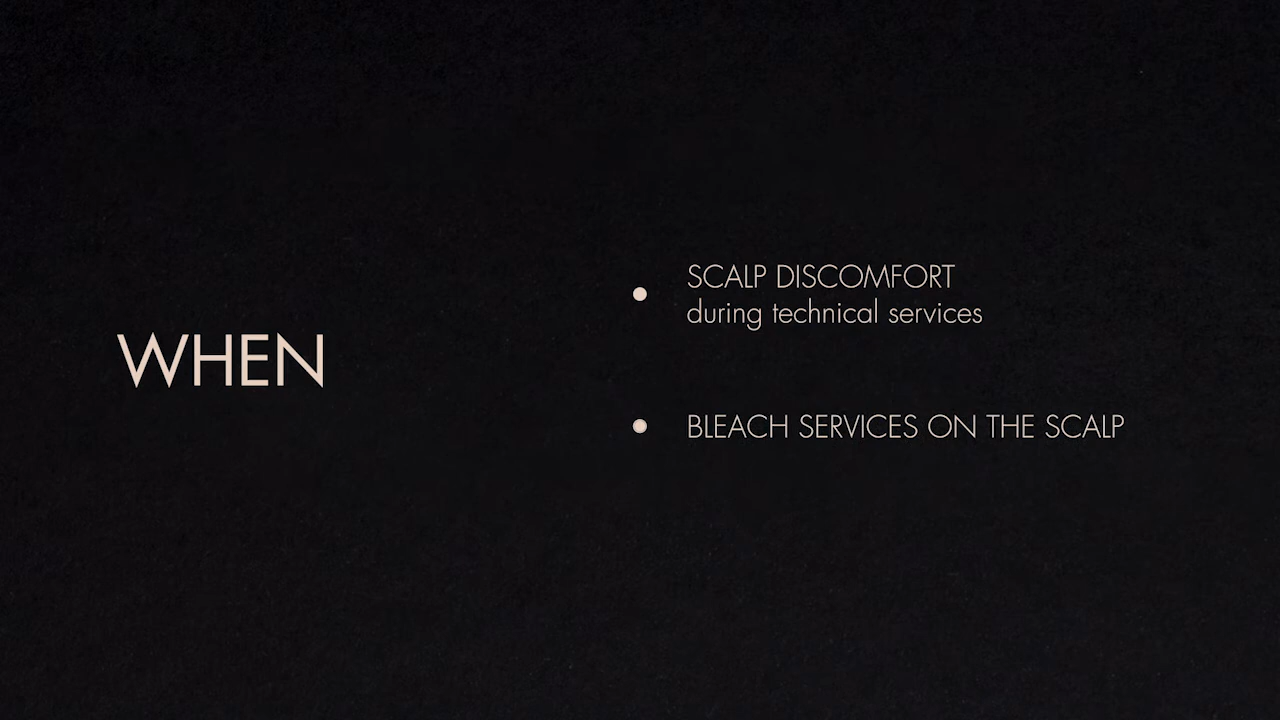 WHEN
SCALP DISCOMFORT
during technical services
BLEACH SERVICES ON THE SCALP